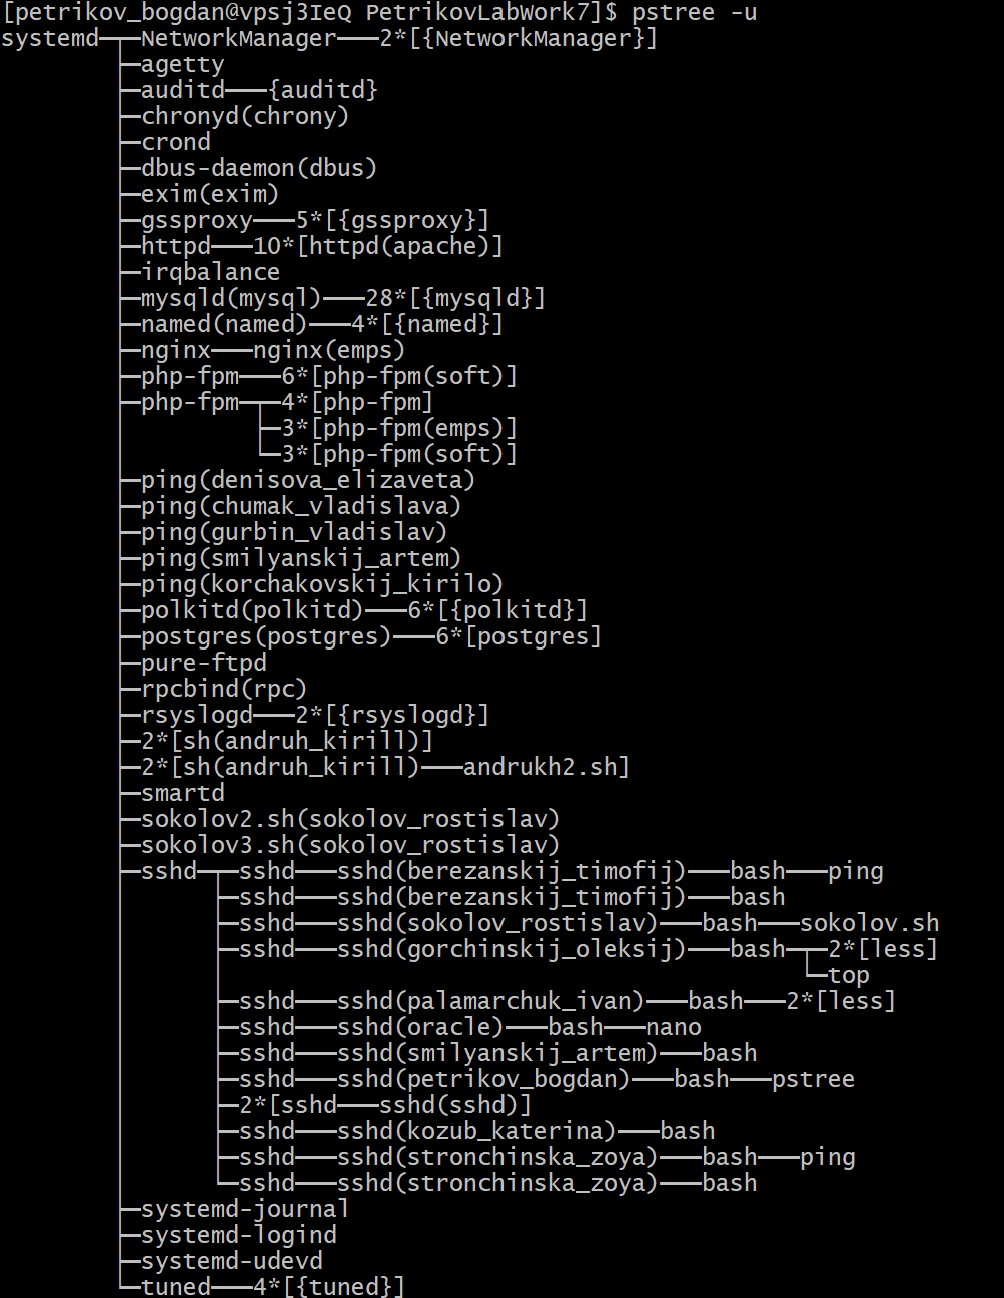 [petrikov_bogdan@vpsj3IeQ PetrikovLabWork7]$ pstree -u
systemd─┬─NetworkManager───2*[{NetworkManager}]
        ├─agetty
        ├─auditd───{auditd}
        ├─chronyd(chrony)
        ├─crond
        ├─dbus-daemon(dbus)
        ├─exim(exim)
        ├─gssproxy───5*[{gssproxy}]
        ├─httpd───10*[httpd(apache)]
        ├─irqbalance
        ├─mysqld(mysql)───28*[{mysqld}]
        ├─named(named)───4*[{named}]
        ├─nginx───nginx(emps)
        ├─php-fpm───6*[php-fpm(soft)]
        ├─php-fpm─┬─4*[php-fpm]
        │         ├─3*[php-fpm(emps)]
        │         └─3*[php-fpm(soft)]
        ├─ping(denisova_elizaveta)
        ├─ping(chumak_vladislava)
        ├─ping(gurbin_vladislav)
        ├─ping(smilyanskij_artem)
        ├─ping(korchakovskij_kirilo)
        ├─polkitd(polkitd)───6*[{polkitd}]
        ├─postgres(postgres)───6*[postgres]
        ├─pure-ftpd
        ├─rpcbind(rpc)
        ├─rsyslogd───2*[{rsyslogd}]
        ├─2*[sh(andruh_kirill)]
        ├─2*[sh(andruh_kirill)───andrukh2.sh]
        ├─smartd
        ├─sokolov2.sh(sokolov_rostislav)
        ├─sokolov3.sh(sokolov_rostislav)
        ├─sshd─┬─sshd───sshd(berezanskij_timofij)───bash───ping
        │      ├─sshd───sshd(berezanskij_timofij)───bash
        │      ├─sshd───sshd(sokolov_rostislav)───bash───sokolov.sh
        │      ├─sshd───sshd(gorchinskij_oleksij)───bash─┬─2*[less]
        │      │                                         └─top
        │      ├─sshd───sshd(palamarchuk_ivan)───bash───2*[less]
        │      ├─sshd───sshd(oracle)───bash───nano
        │      ├─sshd───sshd(smilyanskij_artem)───bash
        │      ├─sshd───sshd(petrikov_bogdan)───bash───pstree
        │      ├─2*[sshd───sshd(sshd)]
        │      ├─sshd───sshd(kozub_katerina)───bash
        │      ├─sshd───sshd(stronchinska_zoya)───bash───ping
        │      └─sshd───sshd(stronchinska_zoya)───bash
        ├─systemd-journal
        ├─systemd-logind
        ├─systemd-udevd
        └─tuned───4*[{tuned}]